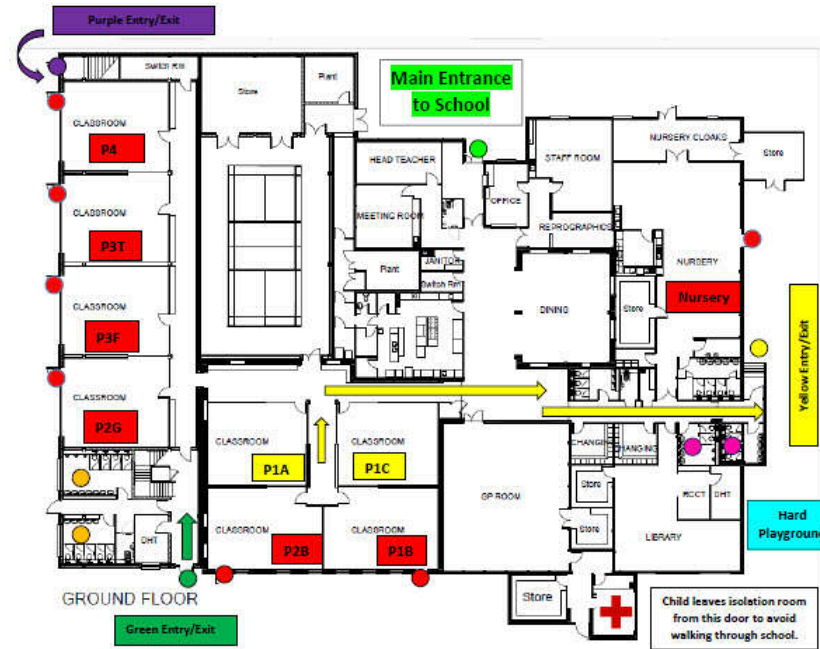 Purple Entry/Exit
Switch Rm
Store
Plant
Main Entrance
to School
CLASSROOM
P4
HEAD TEACHER
STAFF ROOM
NURSERY CLOAKS
Store
OFFICE
MEETING ROOM
REPROGRAPHICS
CLASSROOM
P3T
JANITOR
Plant
Switch Rm
NURSERY
Nursery
Store
DINING
CLASSROOM
P3F
Yellow Entry/Exit
CLASSROOM
P2G
CLASSROOM
P1A
CLASSROOM
P1C
CHANGIN
HANGING
GP ROOM
Store
RCCT
DHT
Hard
Playground
CLASSROOM
P2B
CLASSROOM
P1B
Store
LIBRARY
DHT
GROUND FLOOR
Store
Child leaves isolation room
from this door to avoid
walking through school.
Green Entry/Exit